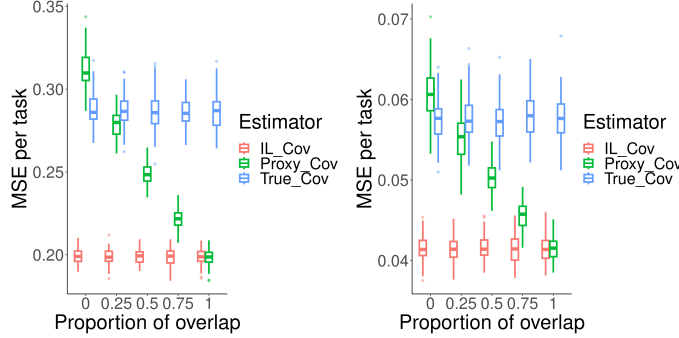 MSE per task
0.35
0.30
0.25
0.20
0 0.25 0.5 0.75 1
Proportion of overlap
Estimator
IL_Cov
Proxy_Cov
True_Cov
MSE per task
0.07
0.06
0.05
0.04
0 0.25 0.5 0.75 1
Proportion of overlap
Estimator
IL_Cov
Proxy_Cov
True_Cov